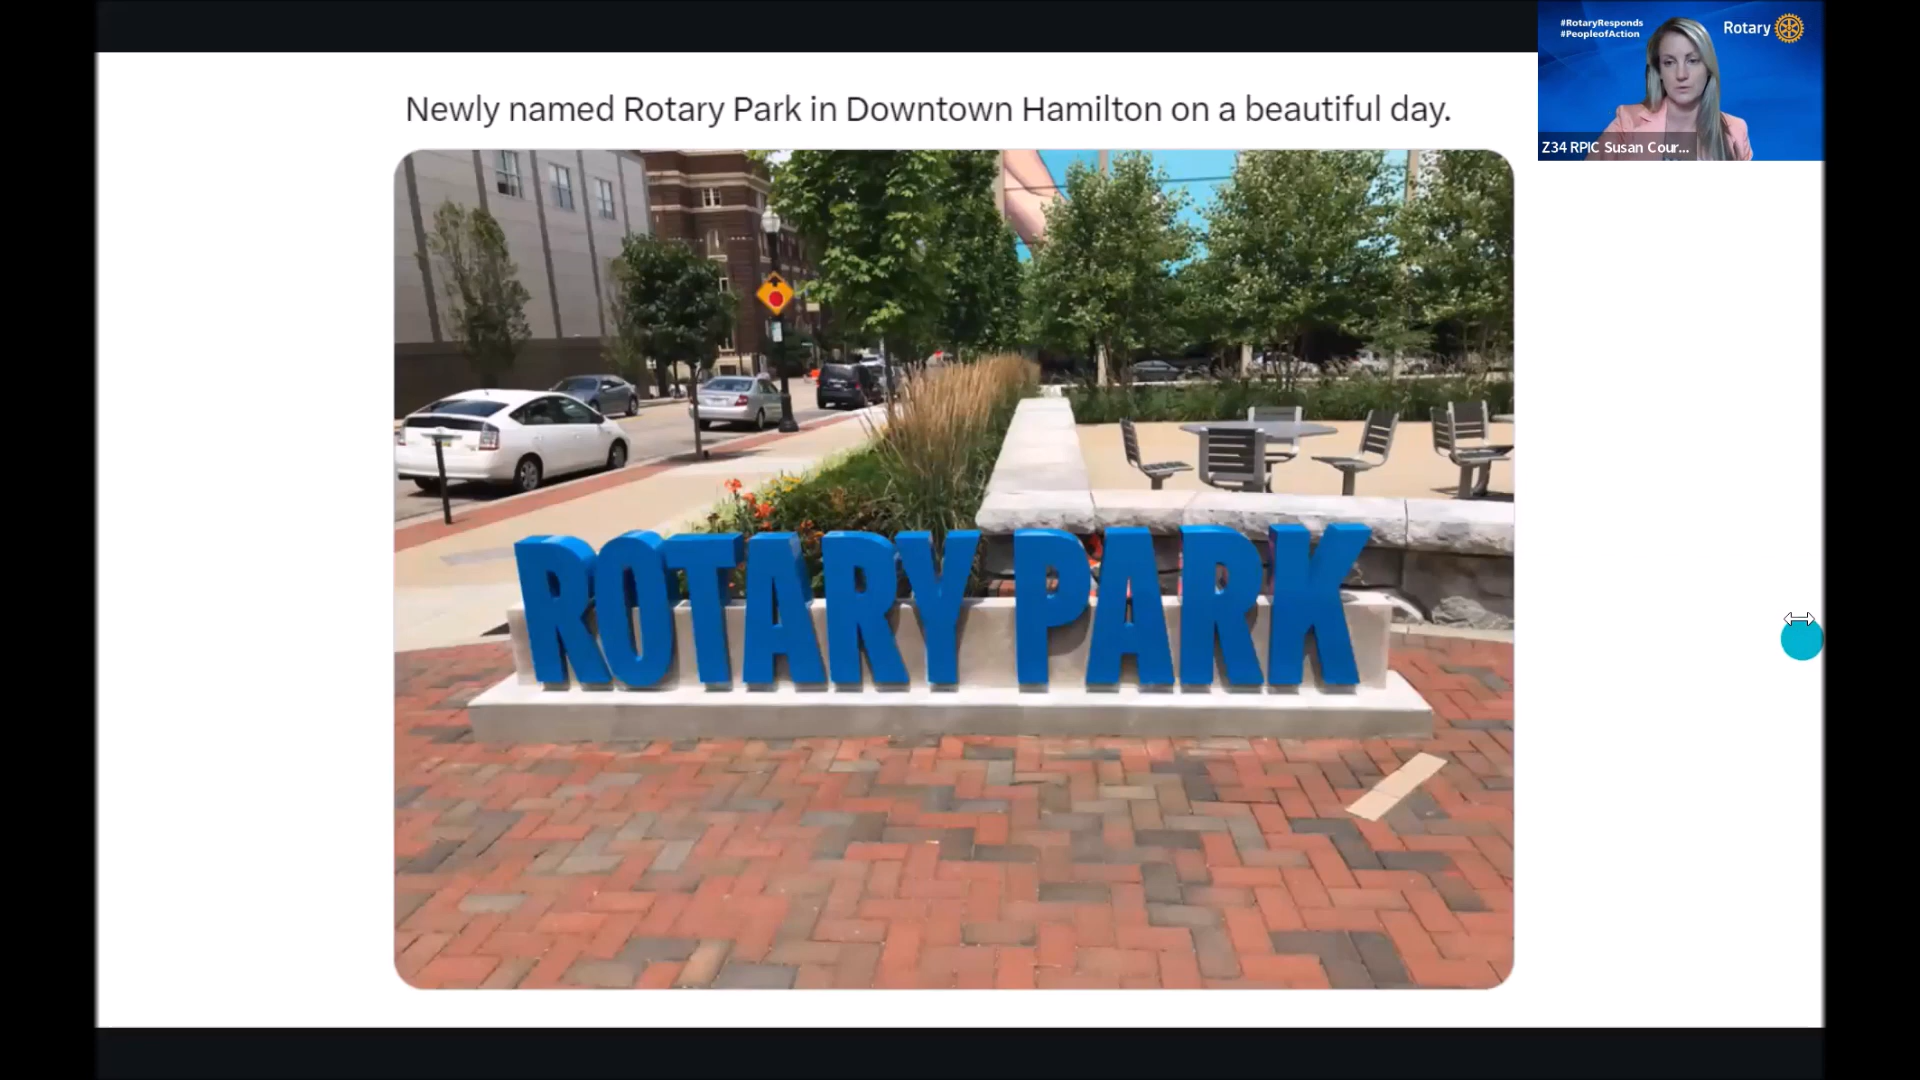 Newly named Rotary Park in Downtown Hamilton on a beautiful day.
#RotaryResponds
#PeopleofAction
Rotary
Z34 RPIC Susan Cour...
ROTARY PARK